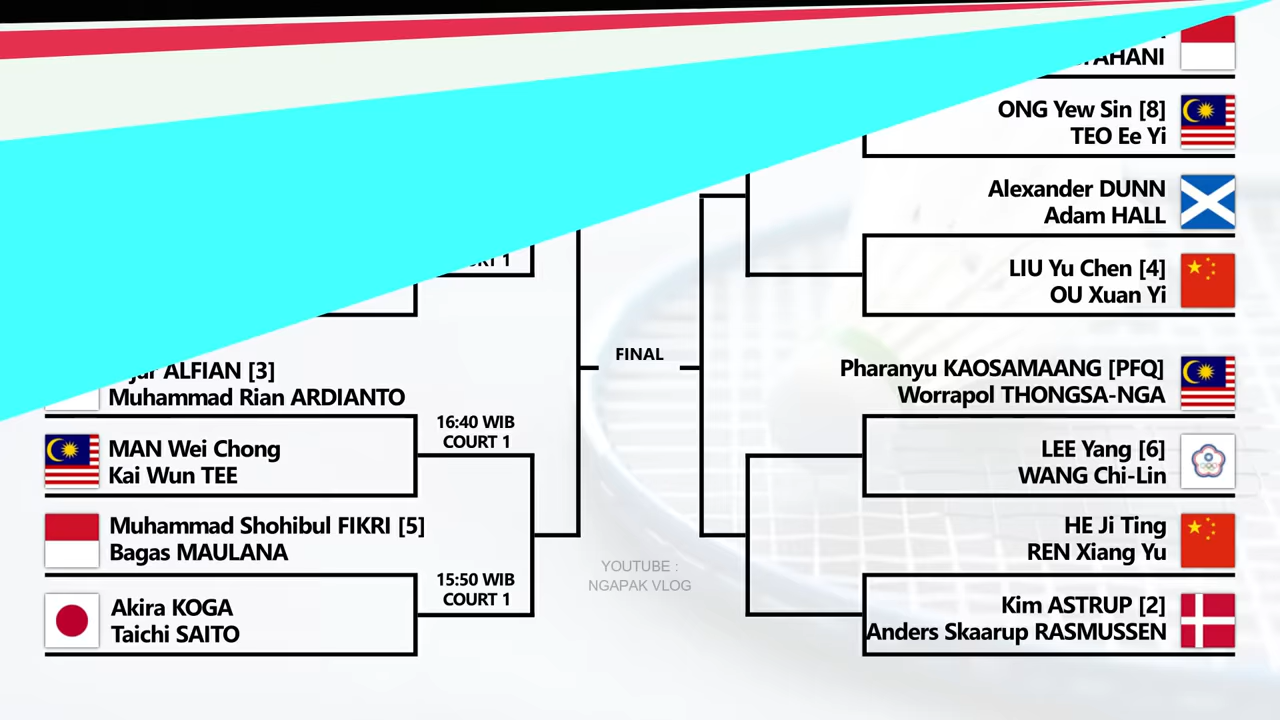 ONG Yew Sin [8]
TEO Ee Yi
Alexander DUNN
Adam HALL
LIU Yu Chen [4]
OU Xuan Yi
FINAL
ALFIAN [3]
Muhammad Rian ARDIANTO
16:40 WIB
COURT 1
MAN Wei Chong
Kai Wun TEE
Muhammad Shohibul FIKRI [5]
Bagas MAULANA
15:50 WIB
COURT 1
Akira KOGA
Taichi SAITO
Pharanyu KAOSAMAANG [PFQ]
Worrapol THONGSA-NGA
LEE Yang [6]
WANG Chi-Lin
HE Ji Ting
REN Xiang Yu
Kim ASTRUP [2]
Anders Skaarup RASMUSSEN
YOUTUBE :
NGAPAK VLOG